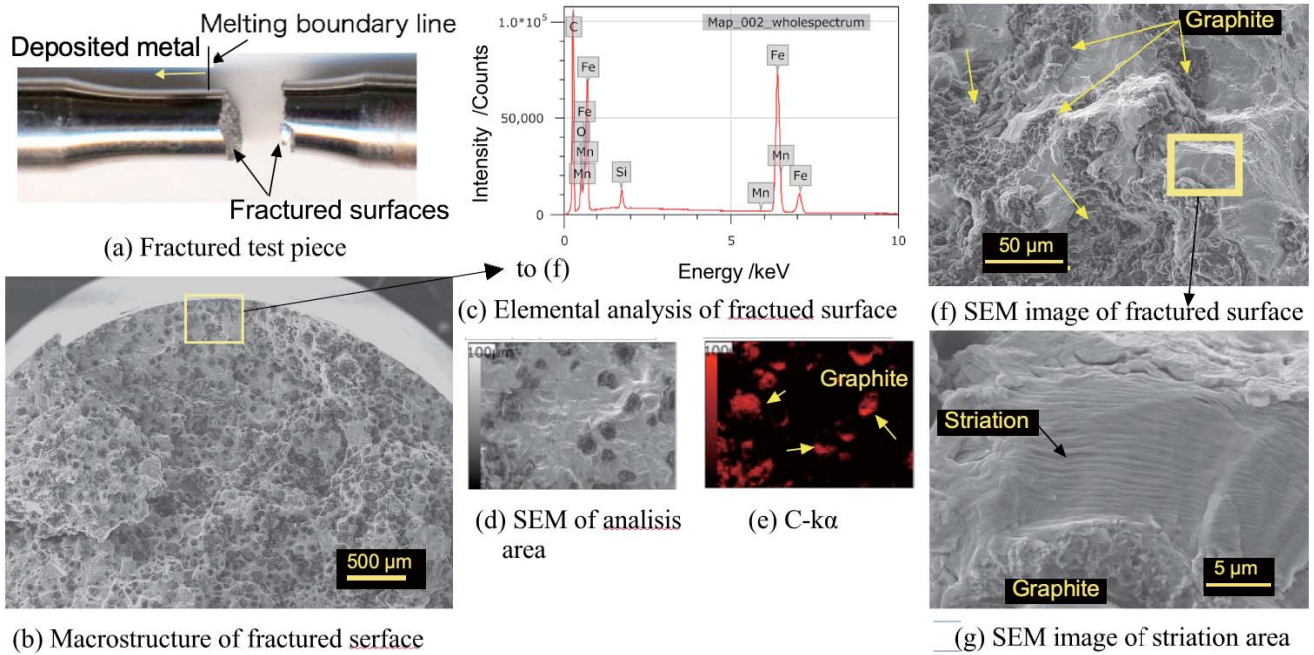 Melting boundary line
Deposited metal
Fractured surfaces
(a) Fractured test piece
500 µm
(b) Macrostructure of fractured serface
1.0*10⁵
50,000
0
Intensity /Counts
Map_002_wholespectrum
C
Fe
Fe
O
Mn
Mn
Si
Fe
Mn
Mn
Fe
0
5
10
Energy /keV
to (f)
(c) Elemental analysis of fractued surface
100µm
(d) SEM of analisis
area
100µm
Graphite
(e) C-kα
Graphite
50 µm
(f) SEM image of fractured surface
Striation
Graphite
5 µm
(g) SEM image of striation area